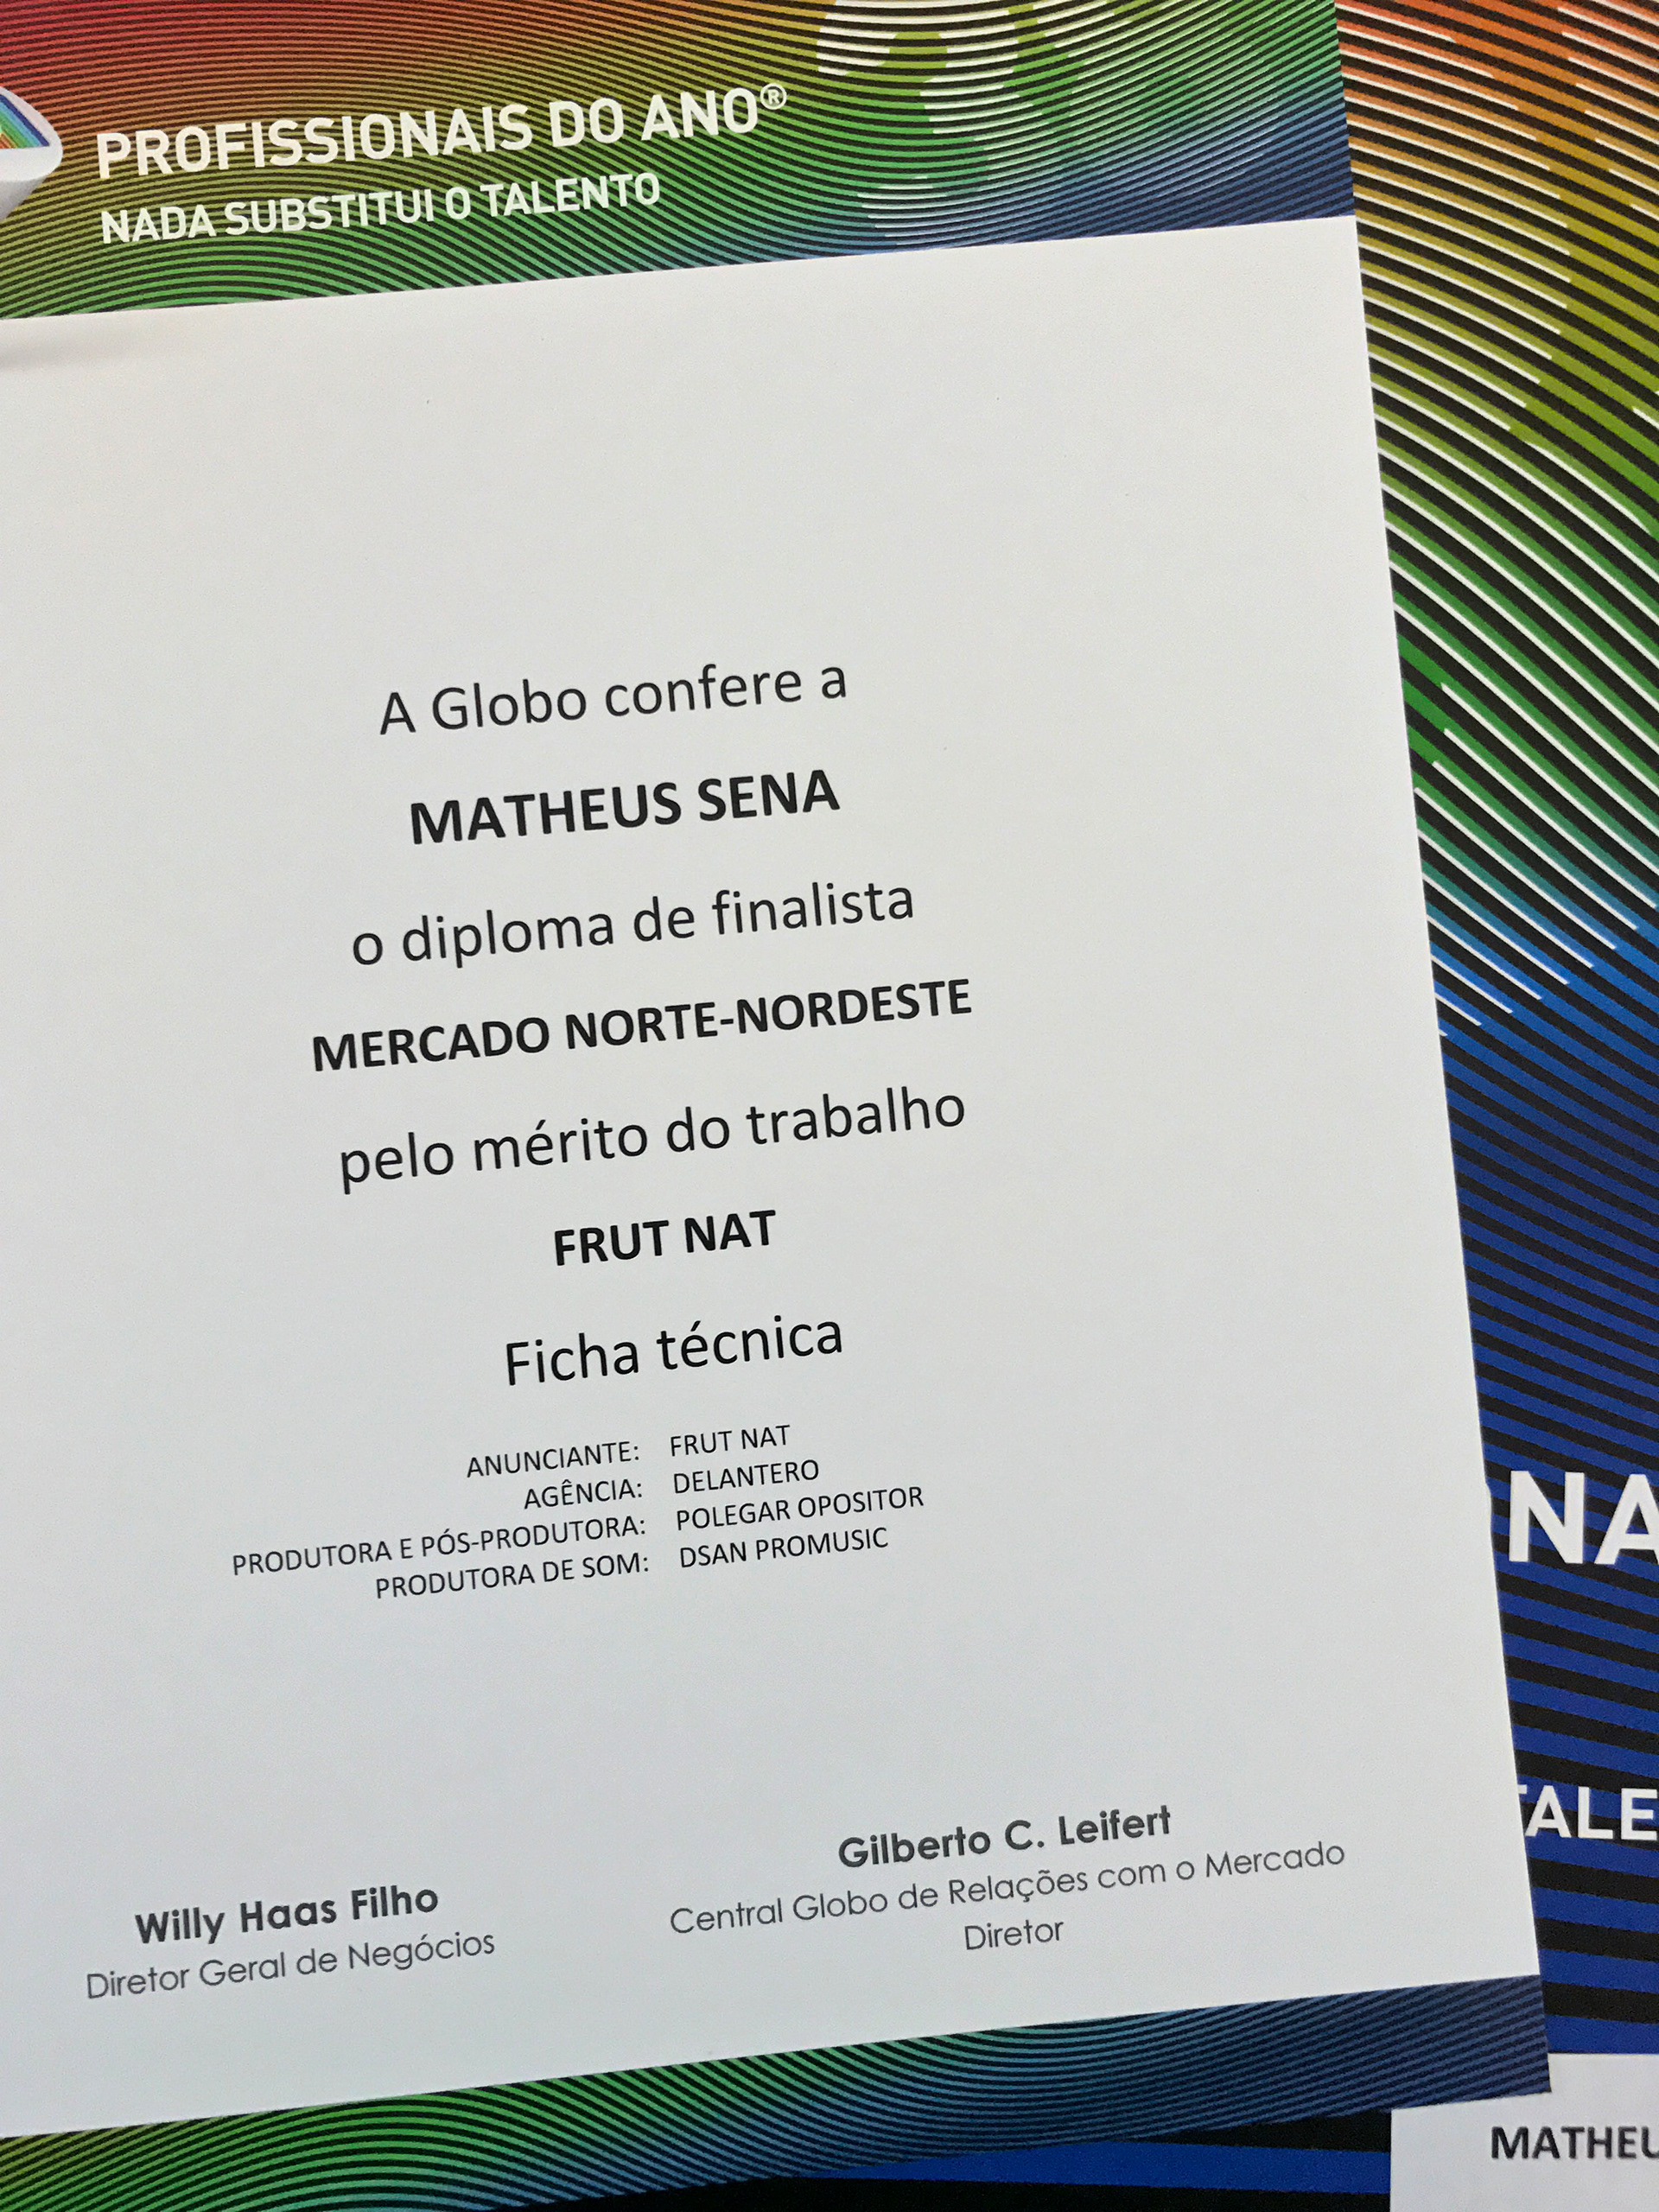 PROFISSIONAIS DO ANO®
NADA SUBSTITUI O TALENTO
A Globo confere a
MATHEUS SENA
o diploma de finalista
MERCADO NORTE-NORDESTE
pelo mérito do trabalho
FRUT NAT
Ficha técnica
ANUNCIANTE: FRUT NAT
AGÊNCIA: DELANTERO
PRODUTORA E PÓS-PRODUTORA: POLEGAR OPOSITOR
PRODUTORA DE SOM: DSAN PROMUSIC
Willy Haas Filho
Diretor Geral de Negócios
Gilberto C. Leifert
Central Globo de Relações com o Mercado
Diretor
NA
TALE
MATHEU